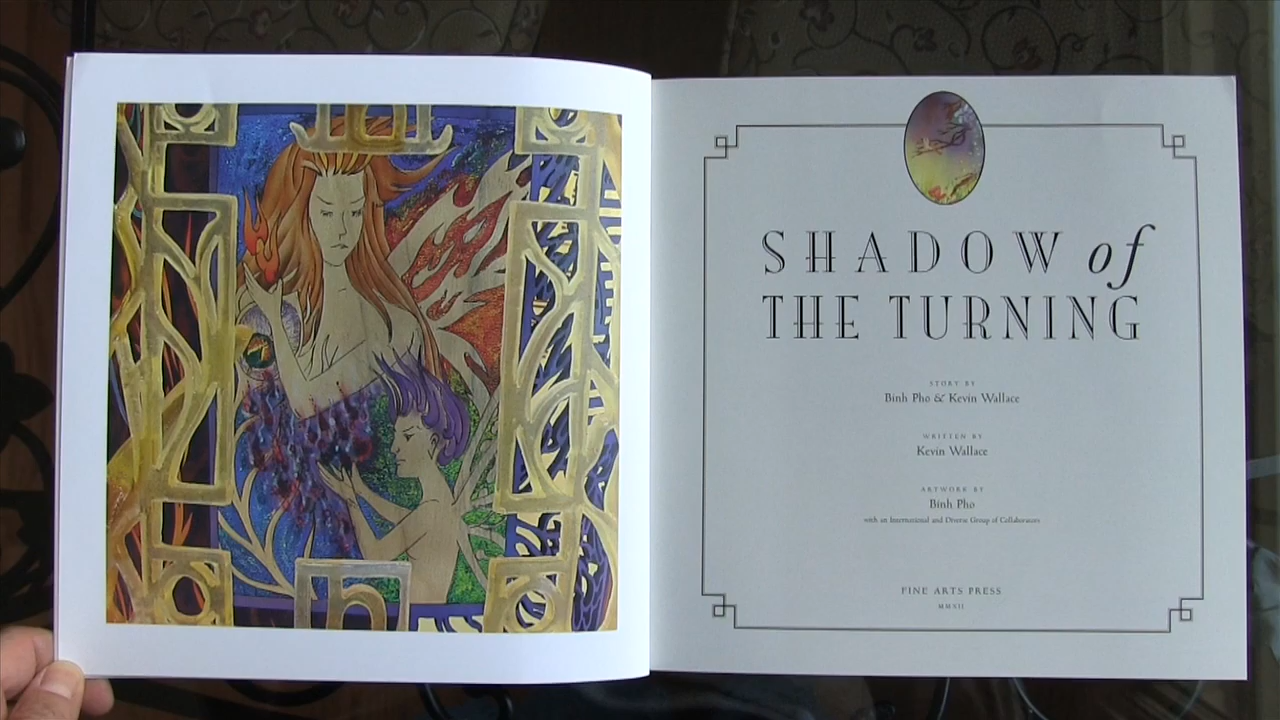 SHADOW of
THE TURNING
STORY BY
Binh Pho & Kevin Wallace
WRITTEN BY
Kevin Wallace
ARTWORK BY
Binh Pho
with an International and Diverse Group of Collaborators
FINE ARTS PRESS
MMXII